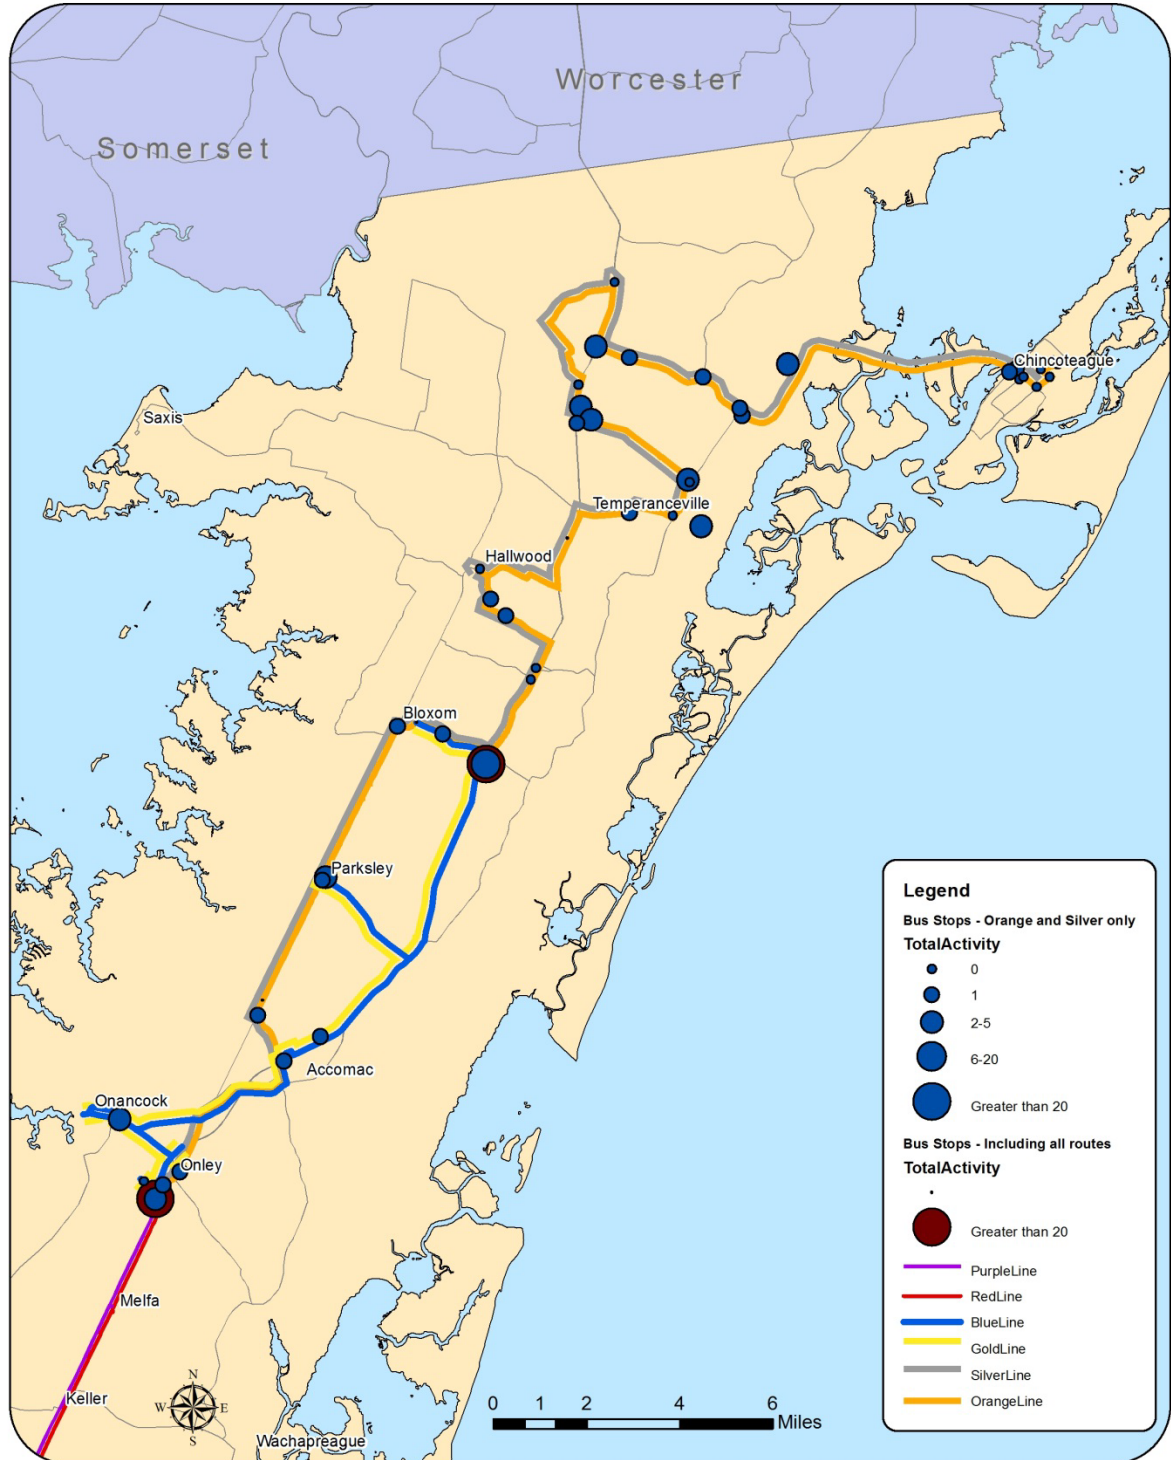 Worcester
Somerset
Chincoteague
Saxis
Temperanceville
Hallwood
Bloxom
Parksley
Accomac
Onancock
Onley
Melfa
Keller
Wachapreague
N
W
E
S
0 1 2 4 6
Miles
Legend
Bus Stops - Orange and Silver only
TotalActivity
0
1
2-5
6-20
Greater than 20
Bus Stops - Including all routes
TotalActivity
Greater than 20
PurpleLine
RedLine
BlueLine
GoldLine
SilverLine
OrangeLine